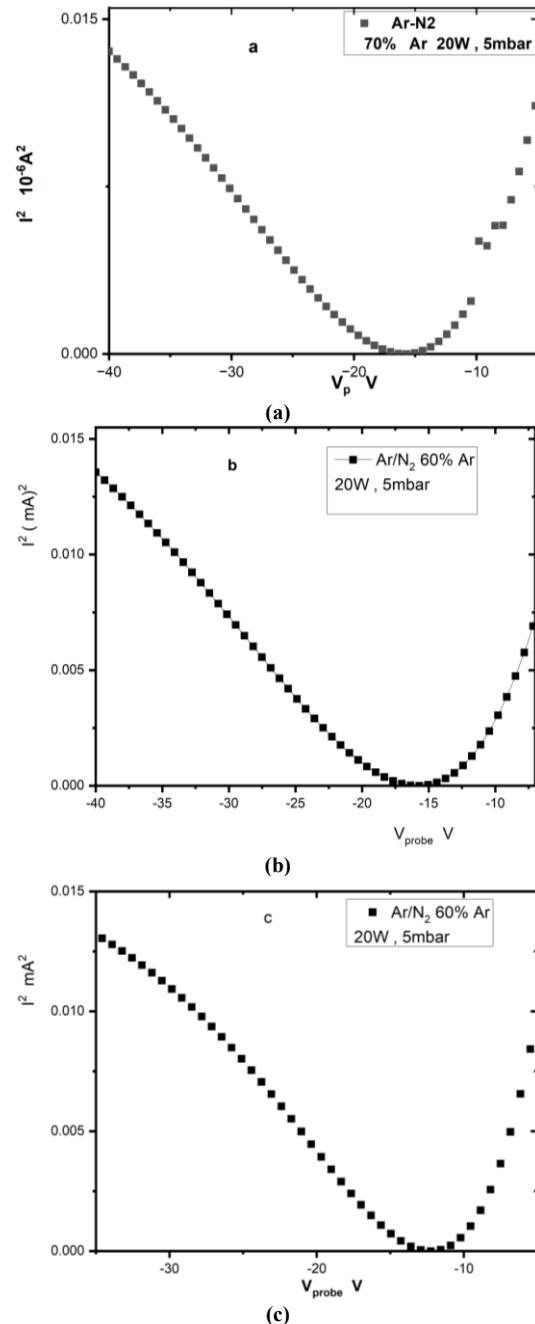 0.015
a
Ar-N2
70% Ar 20W , 5mbar
I² 10⁻⁶A²
0.000
−40 −30 −20 −10
Vₚ V
(a)
0.015
b
Ar/N₂ 60% Ar
20W , 5mbar
I² ( mA)²
0.010
0.005
0.000
-40 -35 -30 -25 -20 -15 -10
Vₚᵣₒbₑ V
(b)
0.015
c
Ar/N₂ 60% Ar
20W , 5mbar
I² mA²
0.010
0.005
0.000
-30 -20 -10
Vₚᵣₒbₑ V
(c)